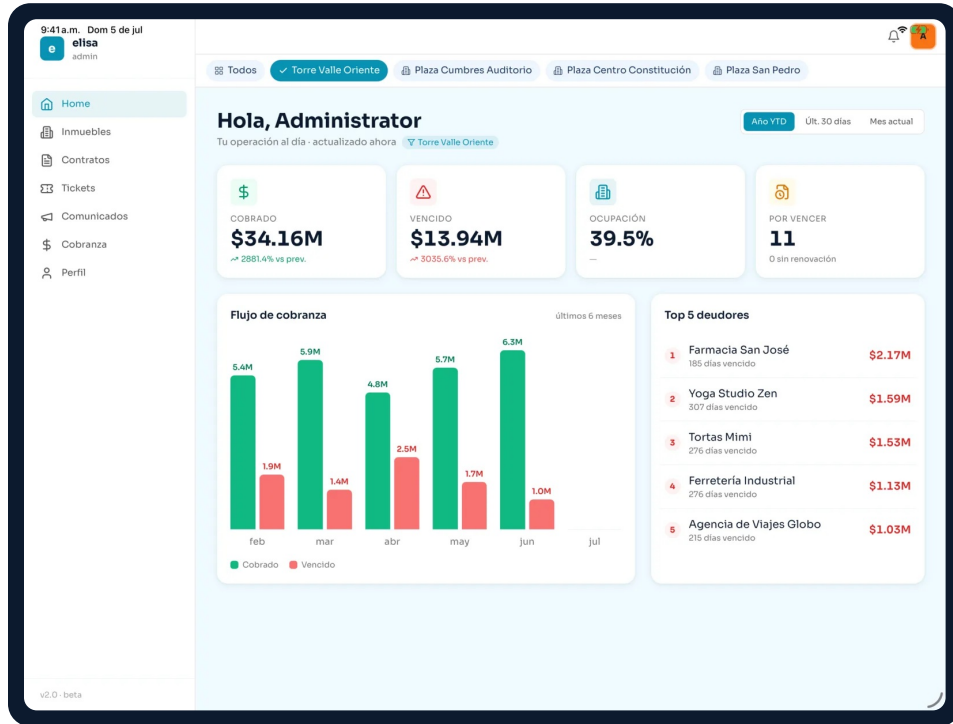 9:41 a.m. Dom 5 de jul
e
elisa
admin
A
Todos
Torre Valle Oriente
Plaza Cumbres Auditorio
Plaza Centro Constitución
Plaza San Pedro
Home
Inmuebles
Contratos
Tickets
Comunicados
Cobranza
Perfil
v2.0 · beta
Hola, Administrator
Tu operación al día · actualizado ahora
Torre Valle Oriente
Año YTD
Últ. 30 días
Mes actual
COBRADO
$34.16M
2881.4% vs prev.
VENCIDO
$13.94M
3035.6% vs prev.
OCUPACIÓN
39.5%
—
POR VENCER
11
0 sin renovación
Flujo de cobranza
últimos 6 meses
5.4M
1.9M
5.9M
1.4M
4.8M
2.5M
5.7M
1.7M
6.3M
1.0M
feb
mar
abr
may
jun
jul
Cobrado
Vencido
Top 5 deudores
1
Farmacia San José
185 días vencido
$2.17M
2
Yoga Studio Zen
307 días vencido
$1.59M
3
Tortas Mimi
276 días vencido
$1.53M
4
Ferretería Industrial
276 días vencido
$1.13M
5
Agencia de Viajes Globo
215 días vencido
$1.03M